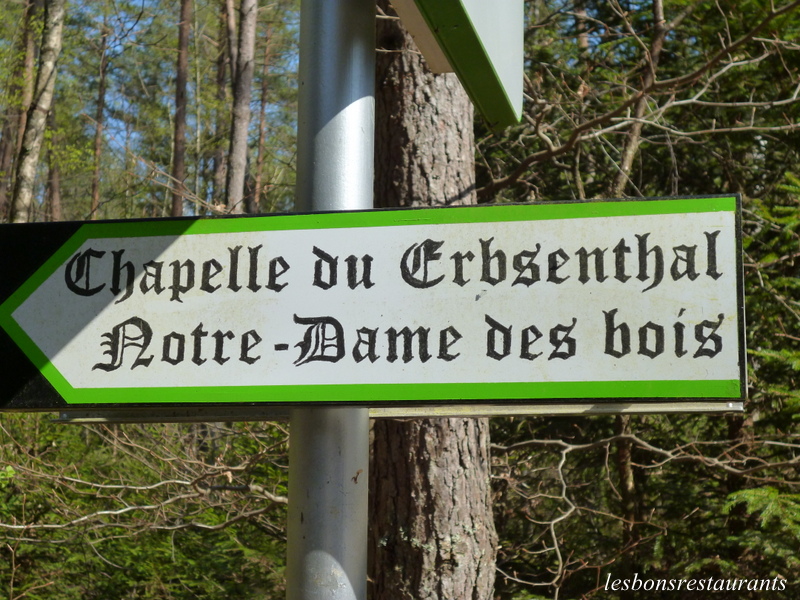 Chapelle du Erbsenthal
Notre-Dame des bois
lesbonsrestaurants